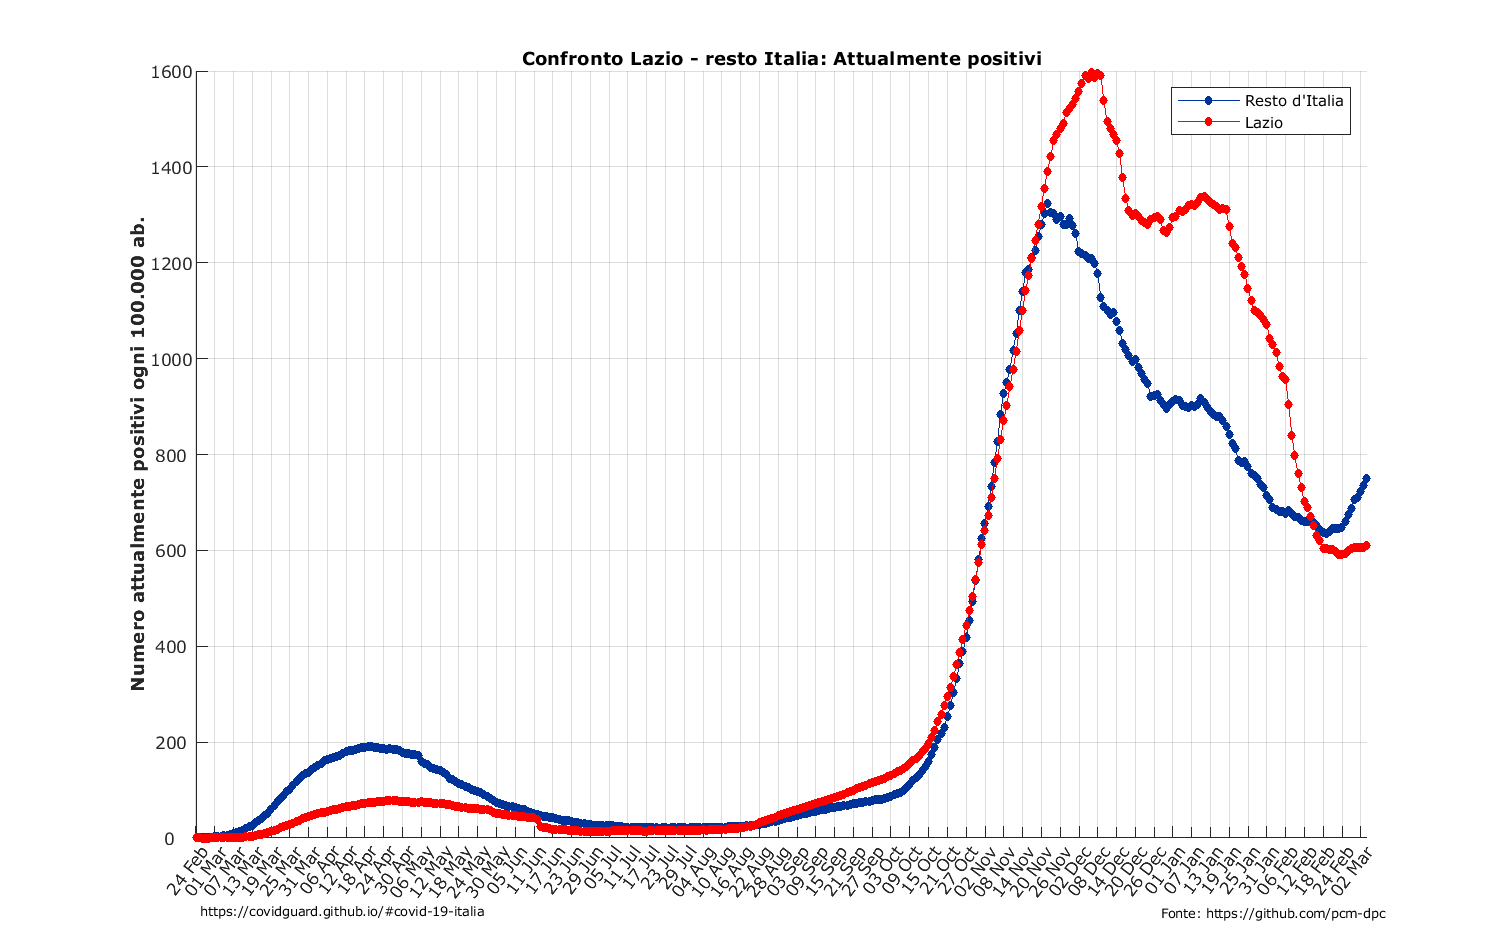 Confronto Lazio - resto Italia: Attualmente positivi
Numero attualmente positivi ogni 100.000 ab.
1600
1400
1200
1000
800
600
400
200
0
Resto d'Italia
Lazio
24 Feb
01 Mar
07 Mar
13 Mar
19 Mar
25 Mar
31 Mar
06 Apr
12 Apr
18 Apr
24 Apr
30 Apr
06 May
12 May
18 May
24 May
30 May
05 Jun
11 Jun
17 Jun
23 Jun
29 Jun
05 Jul
11 Jul
17 Jul
23 Jul
29 Jul
04 Aug
10 Aug
16 Aug
22 Aug
28 Aug
03 Sep
09 Sep
15 Sep
21 Sep
27 Sep
03 Oct
09 Oct
15 Oct
21 Oct
27 Oct
02 Nov
08 Nov
14 Nov
20 Nov
26 Nov
02 Dec
08 Dec
14 Dec
20 Dec
26 Dec
01 Jan
07 Jan
13 Jan
19 Jan
25 Jan
31 Jan
06 Feb
12 Feb
18 Feb
24 Feb
02 Mar
https://covidguard.github.io/#covid-19-italia
Fonte: https://github.com/pcm-dpc